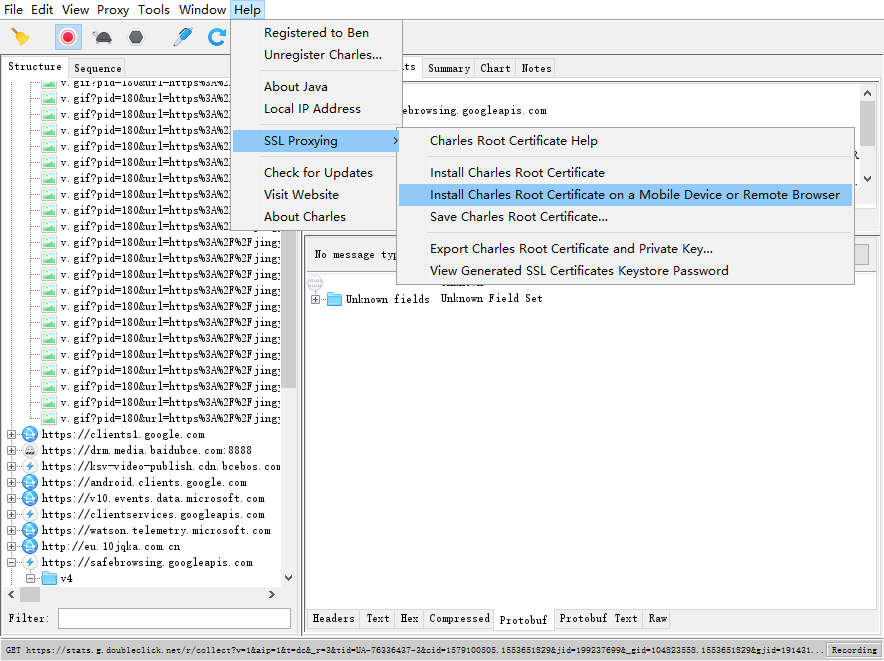 File Edit View Proxy Tools Window Help
Registered to Ben
Unregister Charles...
About Java
Local IP Address
SSL Proxying
Check for Updates
Visit Website
About Charles
Charles Root Certificate Help
Install Charles Root Certificate
Install Charles Root Certificate on a Mobile Device or Remote Browser
Save Charles Root Certificate...
Export Charles Root Certificate and Private Key...
View Generated SSL Certificates Keystore Password
Structure Sequence
v.gif?pid=180&url=https%3A%2
v.gif?pid=180&url=https%3A%2
v.gif?pid=180&url=https%3A%2
v.gif?pid=180&url=https%3A%2
v.gif?pid=180&url=https%3A%2
v.gif?pid=180&url=https%3A%2
v.gif?pid=180&url=https%3A%2
v.gif?pid=180&url=https%3A%2
v.gif?pid=180&url=https%3A%2
v.gif?pid=180&url=https%3A%2
v.gif?pid=180&url=https%3A%2F%2Fjingy
v.gif?pid=180&url=https%3A%2F%2Fjingy
v.gif?pid=180&url=https%3A%2F%2Fjingy
v.gif?pid=180&url=https%3A%2F%2Fjingy
v.gif?pid=180&url=https%3A%2F%2Fjingy
v.gif?pid=180&url=https%3A%2F%2Fjingy
v.gif?pid=180&url=https%3A%2F%2Fjingy
v.gif?pid=180&url=https%3A%2F%2Fjingy
v.gif?pid=180&url=https%3A%2F%2Fjingy
v.gif?pid=180&url=https%3A%2F%2Fjingy
v.gif?pid=180&url=https%3A%2F%2Fjingy
v.gif?pid=180&url=https%3A%2F%2Fjingy
https://clients1.google.com
https://drm.media.baidubce.com:8888
https://ksv-video-publish.cdn.bcebos.com
https://android.clients.google.com
https://v10.events.data.microsoft.com
https://clientservices.googleapis.com
https://watson.telemetry.microsoft.com
http://eu.10jqka.com.cn
https://safebrowsing.googleapis.com
v4
Filter:
ts Summary Chart Notes
ebrowsing.googleapis.com
&
No message typ
Unknown fields Unknown Field Set
Headers Text Hex Compressed Protobuf Protobuf Text Raw
GET https://stats.g.doubleclick.net/r/collect?v=1&aip=1&t=dc&_r=3&tid=UA-76336437-3&cid=1579100505.1553651829&jid=199237699&_gid=104823558.1553651829&gjid=191431... Recording